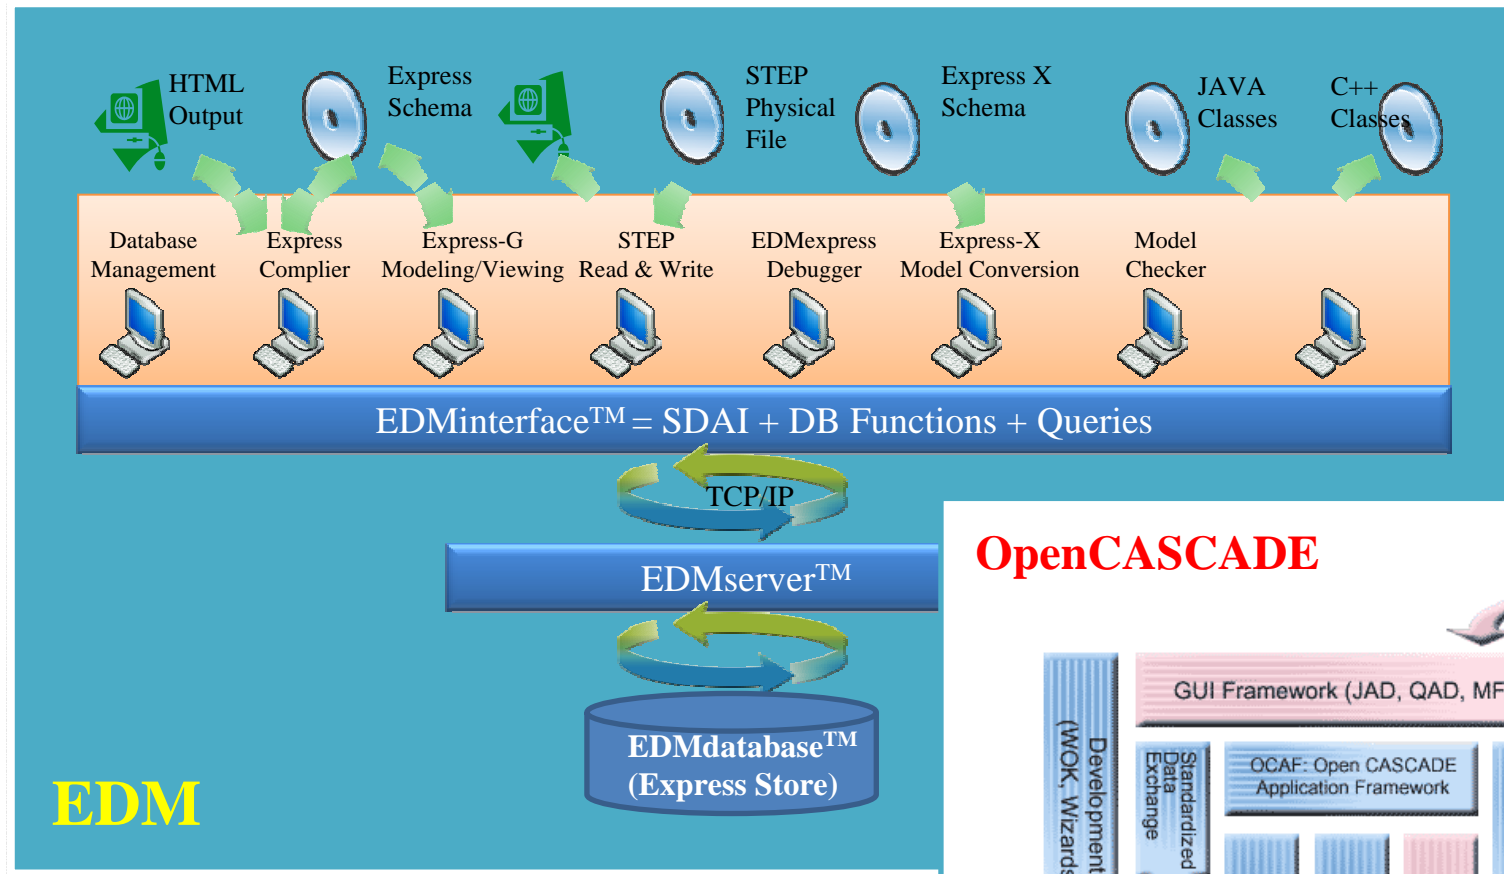 HTML
Output
Express
Schema
STEP
Physical
File
Express X
Schema
JAVA
Classes
C++
Classes
Database
Management
Express
Complier
Express-G
Modeling/Viewing
STEP
Read & Write
EDMexpress
Debugger
Express-X
Model Conversion
Model
Checker
EDMinterface™ = SDAI + DB Functions + Queries
TCP/IP
EDMserver™
EDMdatabase™
(Express Store)
EDM
OpenCASCADE
GUI Framework (JAD, QAD, MF
Development
(WOK, Wizards
Standardized
Data
Exchange
OCAF: Open CASCADE
Application Framework